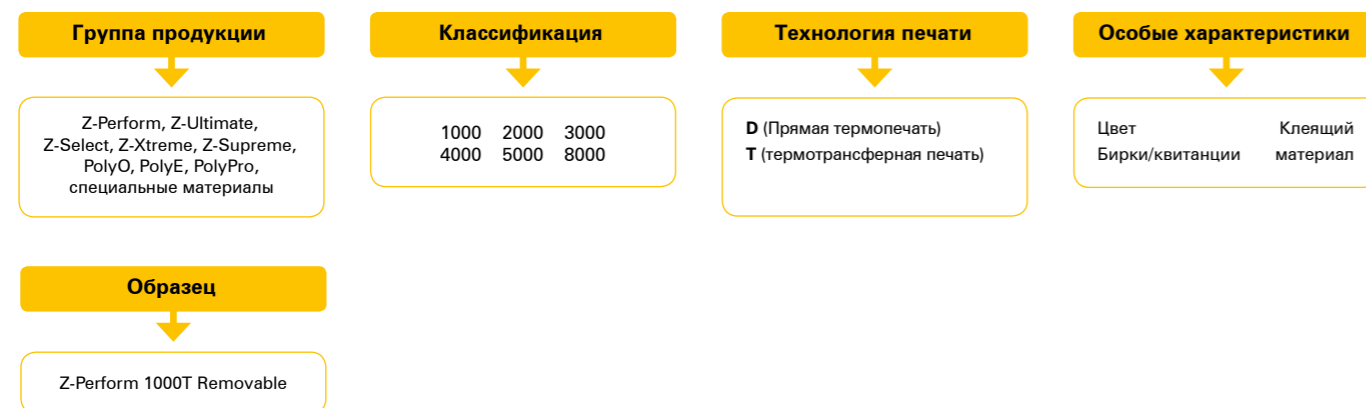 Группа продукции
Z-Perform, Z-Ultimate,
Z-Select, Z-Xtreme, Z-Supreme,
PolyO, PolyE, PolyPro,
специальные материалы
Классификация
1000 2000 3000
4000 5000 8000
Технология печати
D (Прямая термопечать)
T (термотрансферная печать)
Особые характеристики
Цвет Клеящий
Бирки/квитанции материал
Образец
Z-Perform 1000T Removable